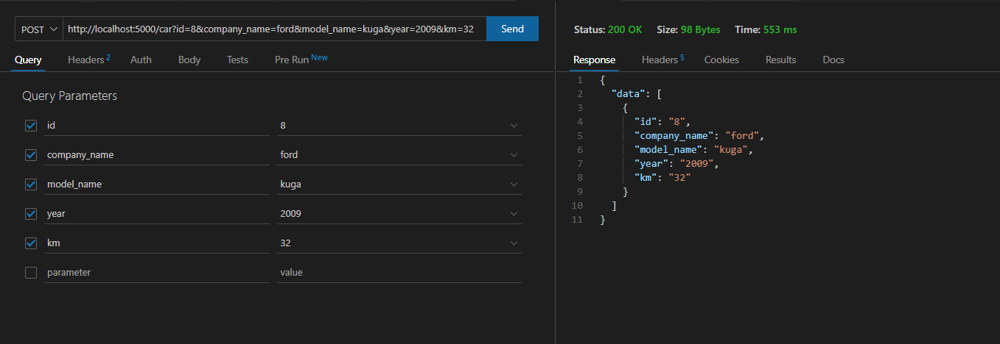 POST http://localhost:5000/car?id=8&company_name=ford&model_name=kuga&year=2009&km=32 Send
Query Headers 2 Auth Body Tests Pre Run New
Query Parameters
id 8
company_name ford
model_name kuga
year 2009
km 32
parameter value
Status: 200 OK Size: 98 Bytes Time: 553 ms
Response Headers 5 Cookies Results Docs
1 {
2 "data": [
3 {
4 "id": "8",
5 "company_name": "ford",
6 "model_name": "kuga",
7 "year": "2009",
8 "km": "32"
9 }
10 ]
11 }